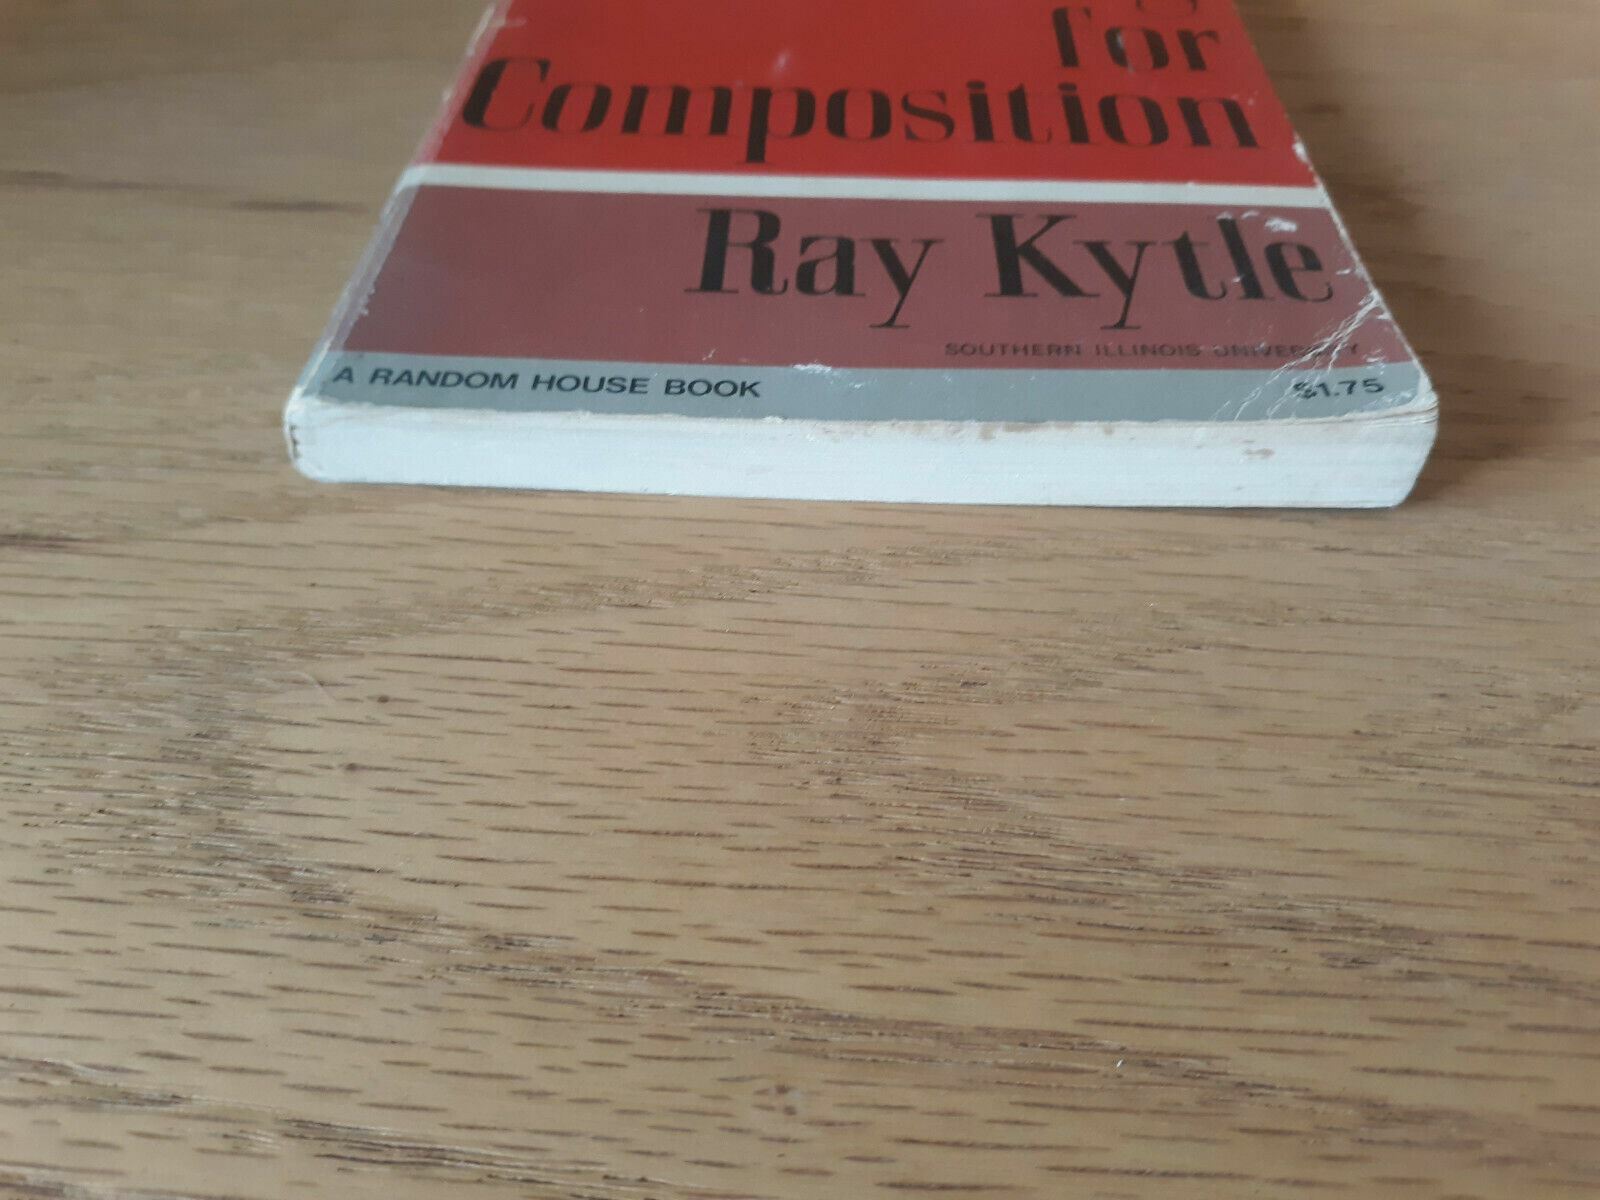 for
Composition
Ray Kytle
SOUTHERN ILLINOIS UNIVERSITY
A RANDOM HOUSE BOOK
$1.75